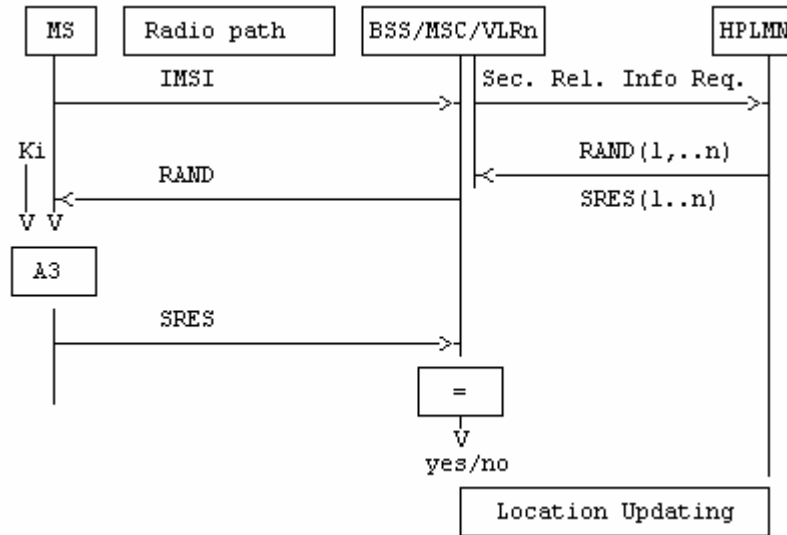 MS Radio path BSS/MSC/VLRn HPLMN
IMSI Sec. Rel. Info Req.
Ki RAND(1,..n)
RAND
V V SRES(1..n)
A3
SRES
=
V
yes/no
Location Updating